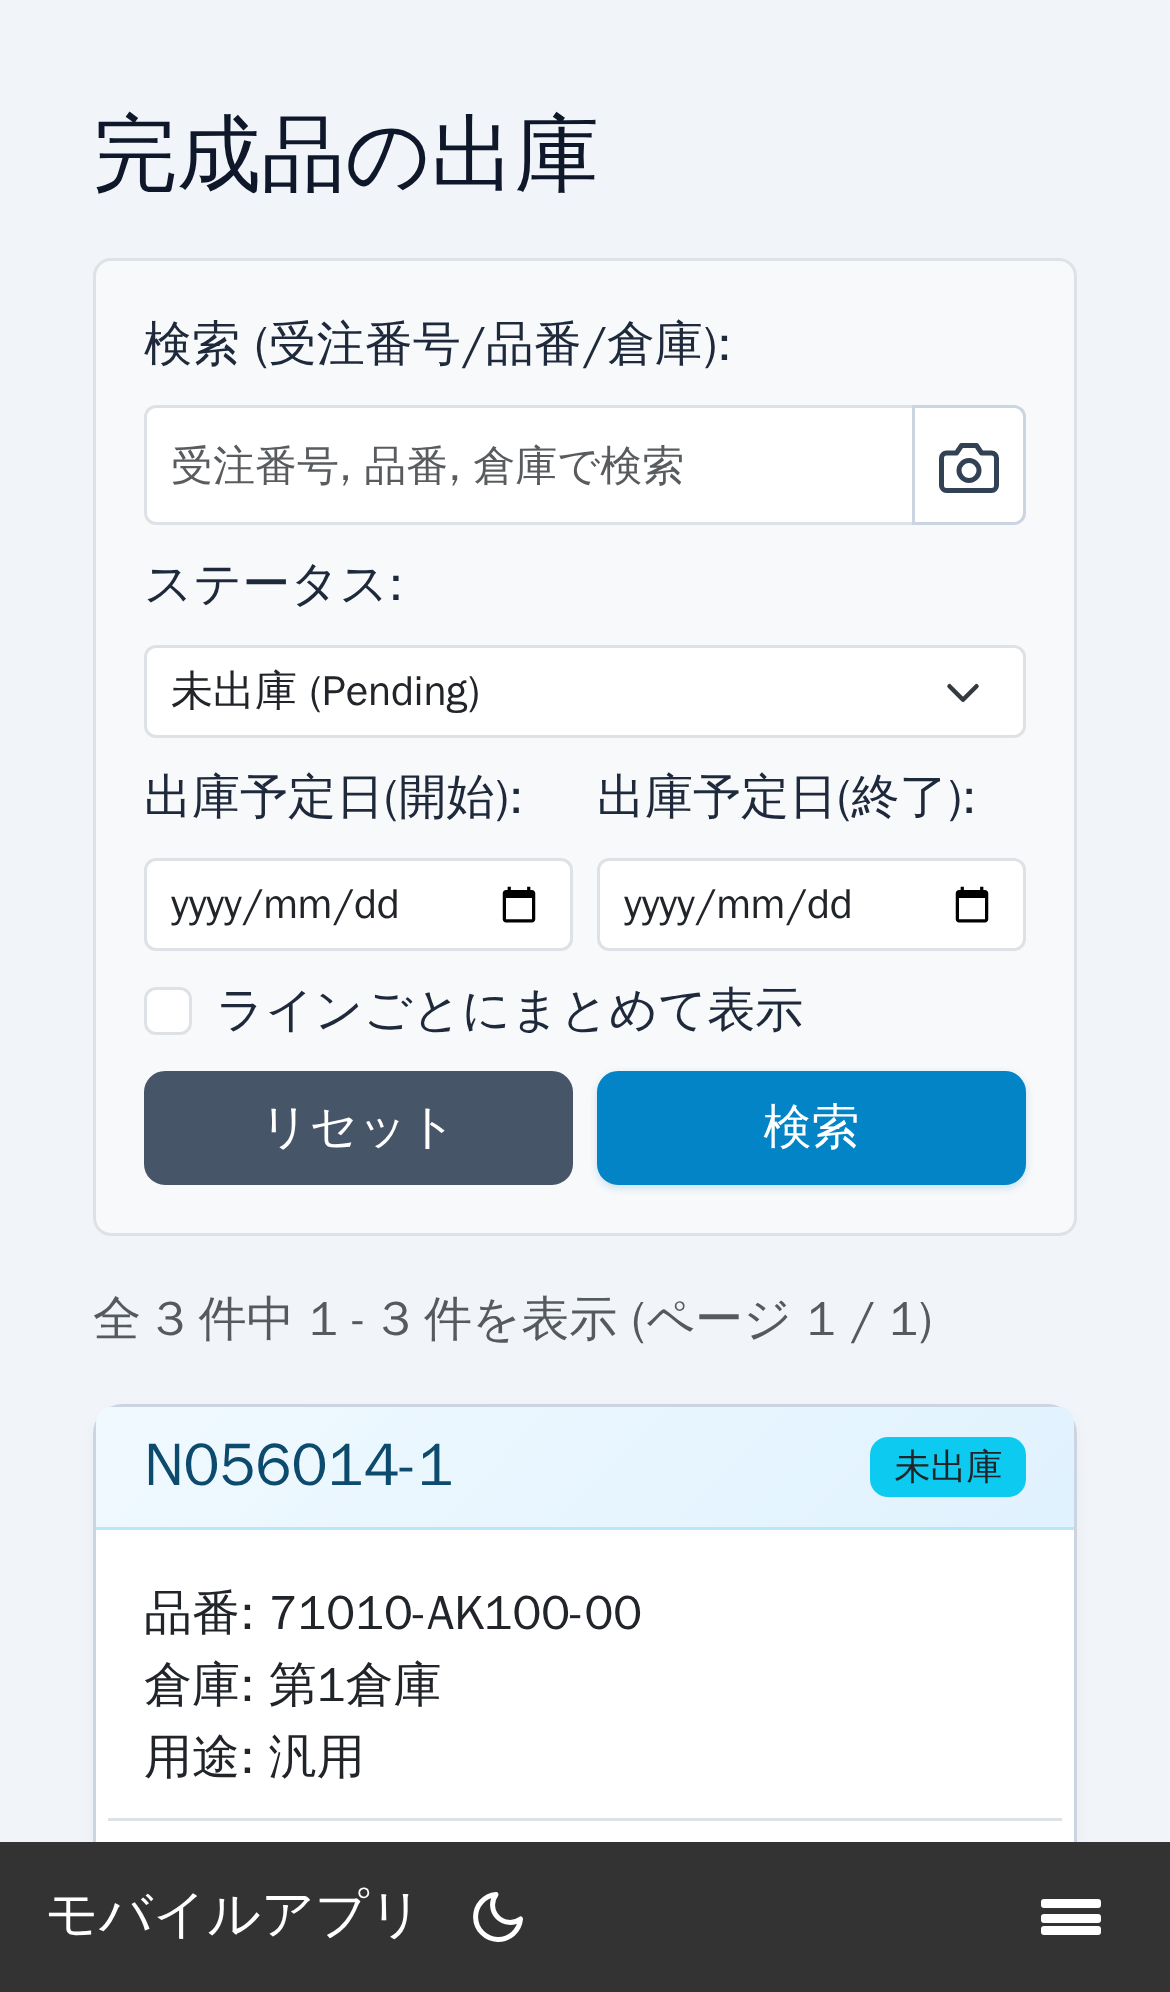 完成品の出庫
検索 (受注番号/品番/倉庫):
受注番号, 品番, 倉庫で検索
ステータス:
未出庫 (Pending)
出庫予定日(開始): 出庫予定日(終了):
yyyy/mm/dd yyyy/mm/dd
ラインごとにまとめて表示
リセット 検索
全 3 件中 1 - 3 件を表示 (ページ 1 / 1)
N056014-1 未出庫
品番: 71010-AK100-00
倉庫: 第1倉庫
用途: 汎用
モバイルアプリ